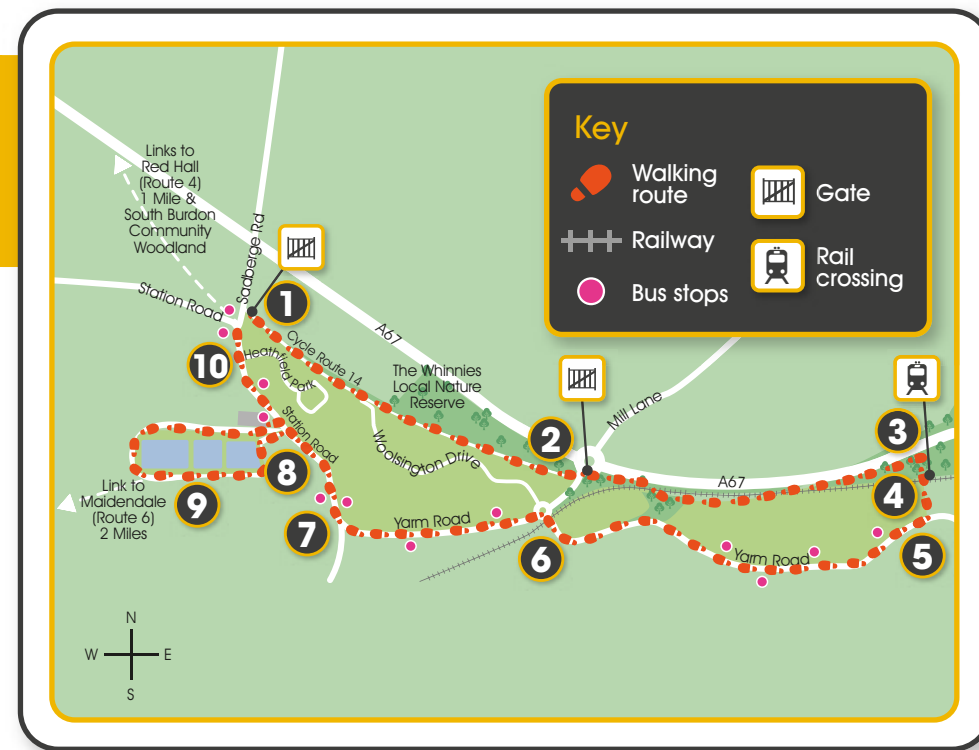 Key
Walking
route
Railway
Bus stops
Gate
Rail
crossing
Links to
Red Hall
(Route 4)
1 Mile &
South Burdon
Community
Woodland
Sadberge Rd
Station Road
1
A67
10
Heathfield Park
Cycle Route 14
The Whinnies
Local Nature
Reserve
Mill Lane
2
3
Station Road
Woolsington Drive
8
A67
4
Link to
Maidendale
(Route 6)
2 Miles
9
7
Yarm Road
6
Yarm Road
5
N
W
E
S